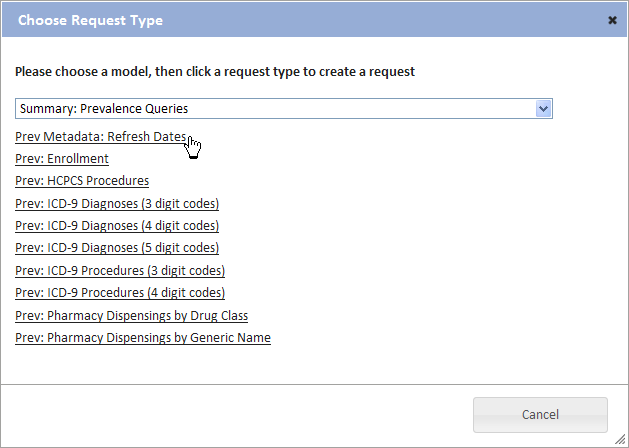 Choose Request Type
Please choose a model, then click a request type to create a request
Summary: Prevalence Queries
Prev Metadata: Refresh Dates
Prev: Enrollment
Prev: HCPCS Procedures
Prev: ICD-9 Diagnoses (3 digit codes)
Prev: ICD-9 Diagnoses (4 digit codes)
Prev: ICD-9 Diagnoses (5 digit codes)
Prev: ICD-9 Procedures (3 digit codes)
Prev: ICD-9 Procedures (4 digit codes)
Prev: Pharmacy Dispensings by Drug Class
Prev: Pharmacy Dispensings by Generic Name
Cancel